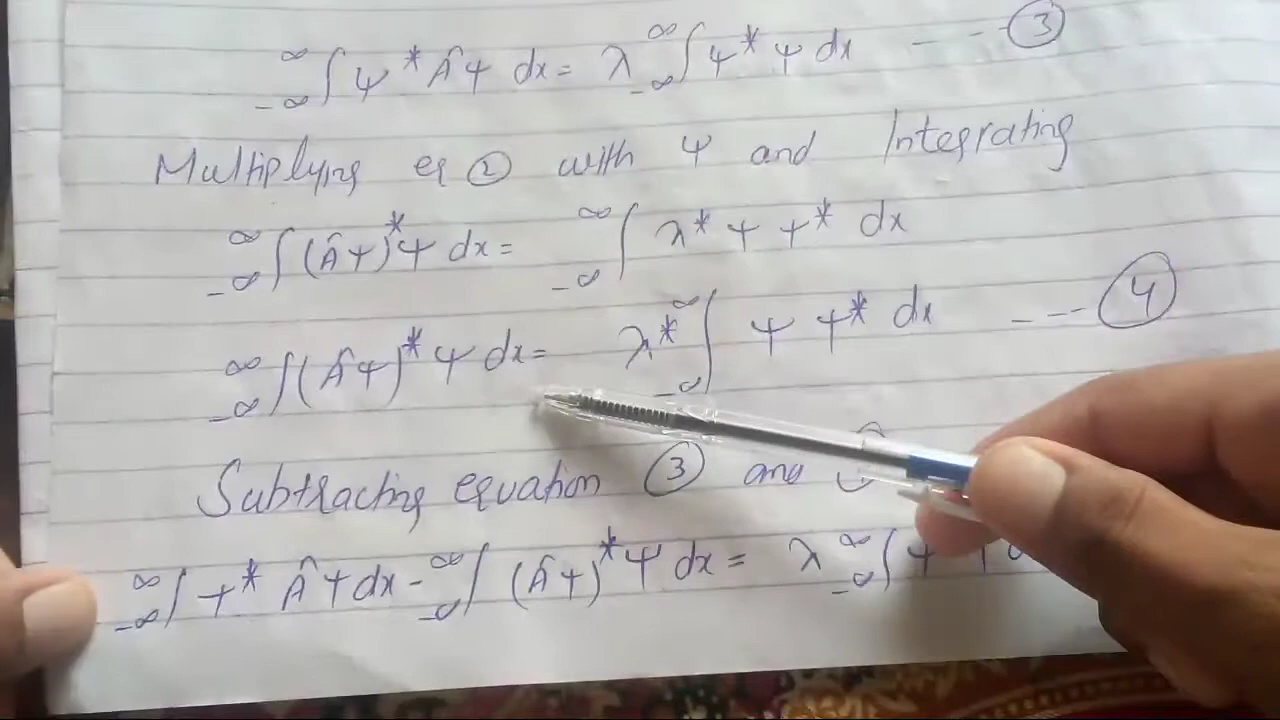 ∞
-∞ ∫ Ψ* Âψ dx = λ -∞∫∞ Ψ* Ψ dx --- ③
Multiplying eq ② with Ψ and Integrating
-∞∫∞ (ÂΨ)* Ψ dx = -∞∫∞ λ* Ψ Ψ* dx
-∞∫∞ (ÂΨ)* Ψ dx = λ* -∞∫∞ Ψ Ψ* dx --- ④
Subtracting equation ③ and
-∞∫∞ Ψ* ÂΨ dx - -∞∫∞ (ÂΨ)* Ψ dx = λ -∞∫∞ Ψ